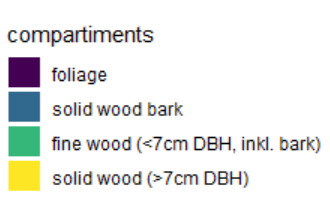 compartiments
foliage
solid wood bark
fine wood (<7cm DBH, inkl. bark)
solid wood (>7cm DBH)